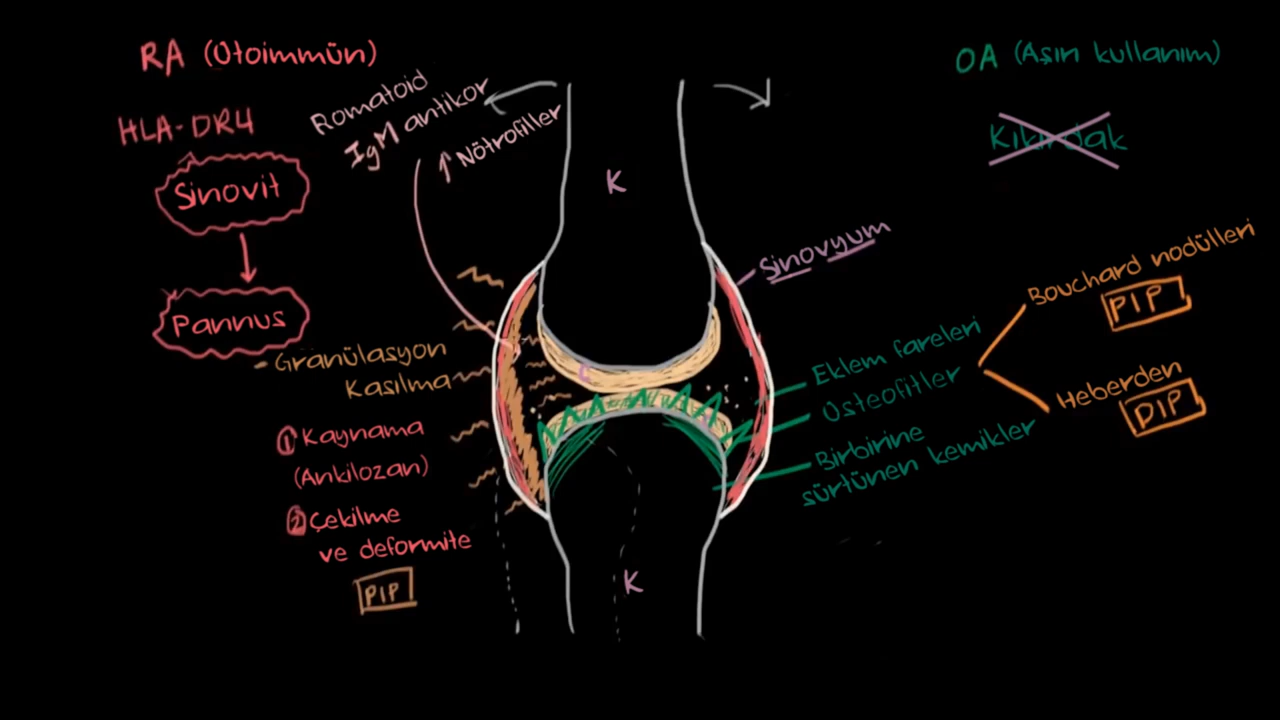 RA (Otoimmün)
HLA-DR4
Sinovit
Pannus
Romatoid
IgM antikor
↑ Nötrofiller
- Granülasyon
Kasılma
① Kaynama
(Ankilozan)
② Çekilme
ve deformite
PIP
K
C
K
Sinovyum
OA (Aşırı kullanım)
Kıkırdak
Eklem fareleri
Osteofitler
Birbirine
sürtünen kemikler
Bouchard nodülleri
PIP
Heberden
DIP